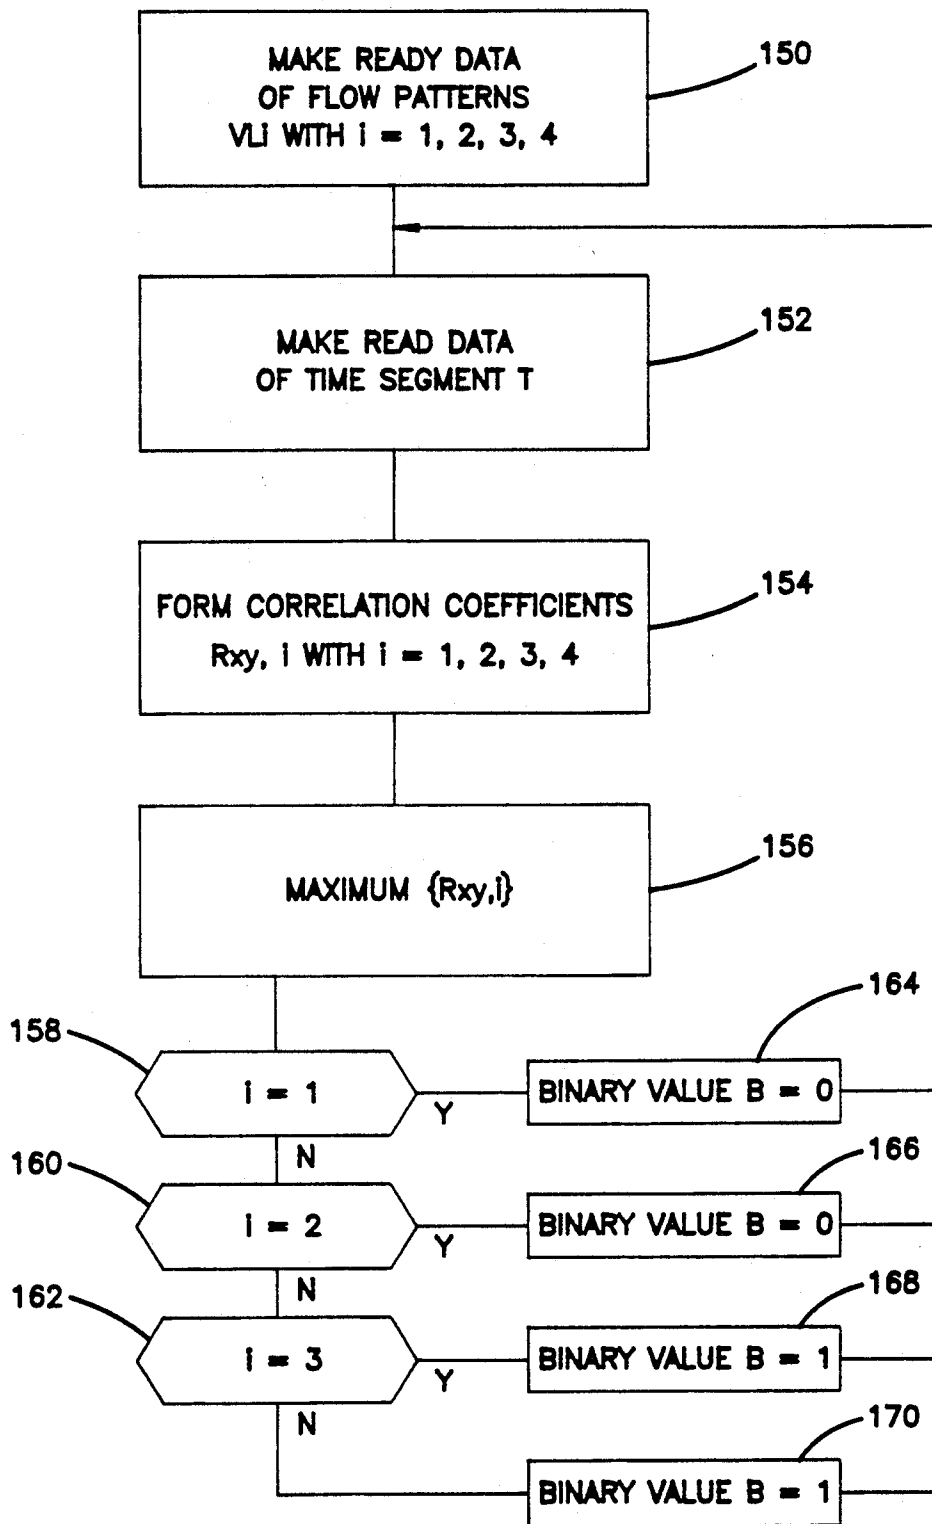 MAKE READY DATA
OF FLOW PATTERNS
VLi WITH i = 1, 2, 3, 4
150
MAKE READ DATA
OF TIME SEGMENT T
152
FORM CORRELATION COEFFICIENTS
Rxy, i WITH i = 1, 2, 3, 4
154
MAXIMUM {Rxy,i}
156
158
i = 1
Y
N
BINARY VALUE B = 0
164
160
i = 2
Y
N
BINARY VALUE B = 0
166
162
i = 3
Y
N
BINARY VALUE B = 1
168
BINARY VALUE B = 1
170